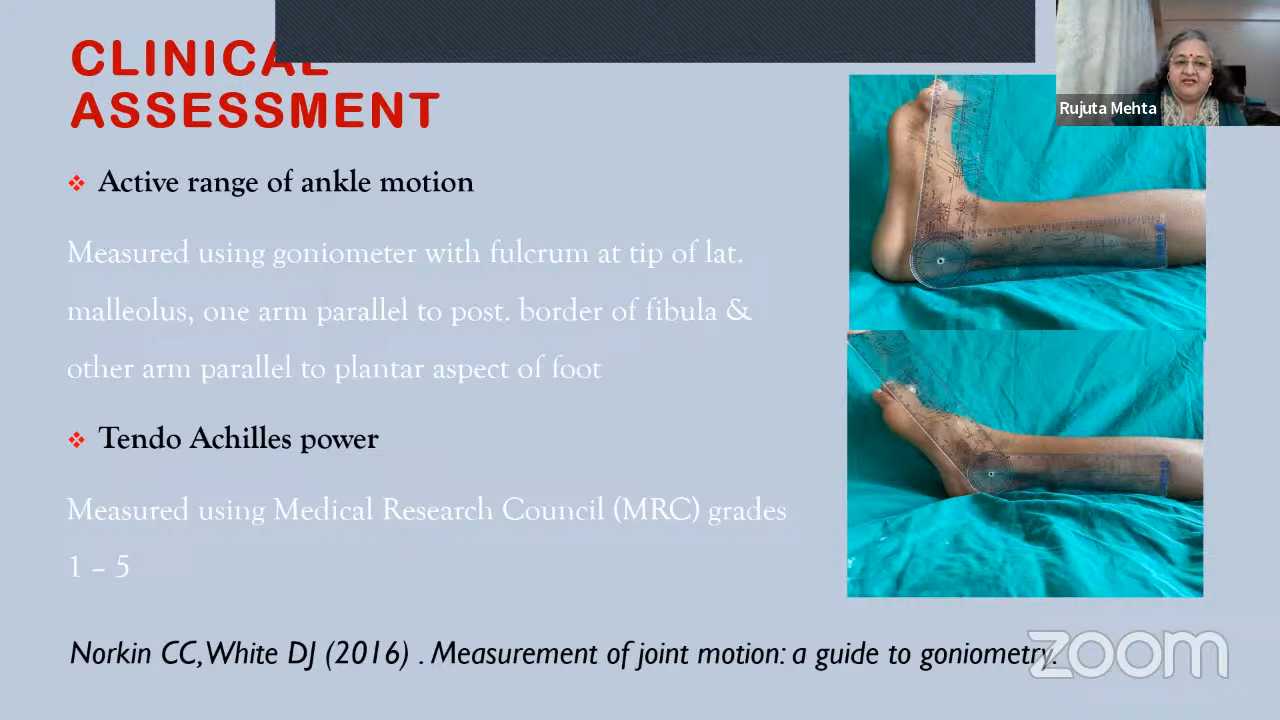 CLINICAL
ASSESSMENT
Rujuta Mehta
❖ Active range of ankle motion
Measured using goniometer with fulcrum at tip of lat.
malleolus, one arm parallel to post. border of fibula &
other arm parallel to plantar aspect of foot
❖ Tendo Achilles power
Measured using Medical Research Council (MRC) grades
1 – 5
Norkin CC,White DJ (2016) . Measurement of joint motion: a guide to goniometry.
zoom